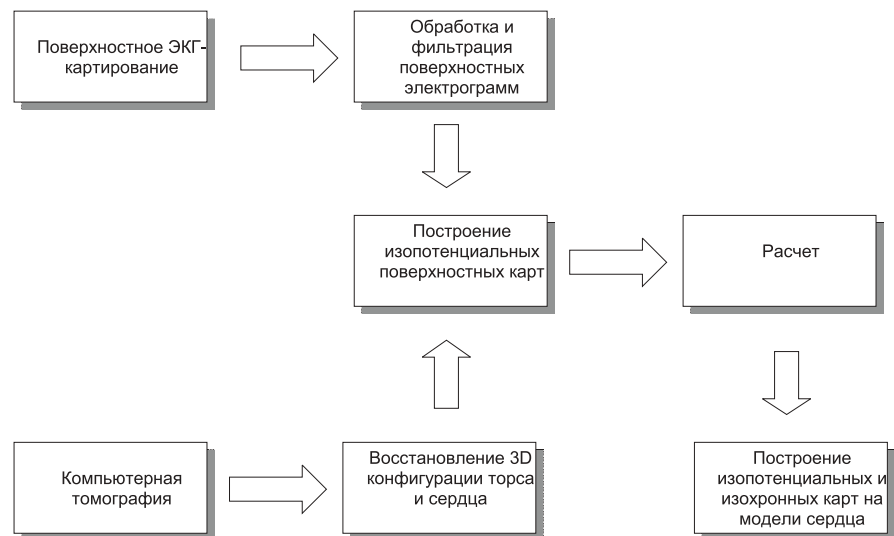 Поверхностное ЭКГ-
картирование
Обработка и
фильтрация
поверхностных
электрограмм
Построение
изопотенциальных
поверхностных карт
Расчет
Компьютерная
томография
Восстановление 3D
конфигурации торса
и сердца
Построение
изопотенциальных и
изохронных карт на
модели сердца